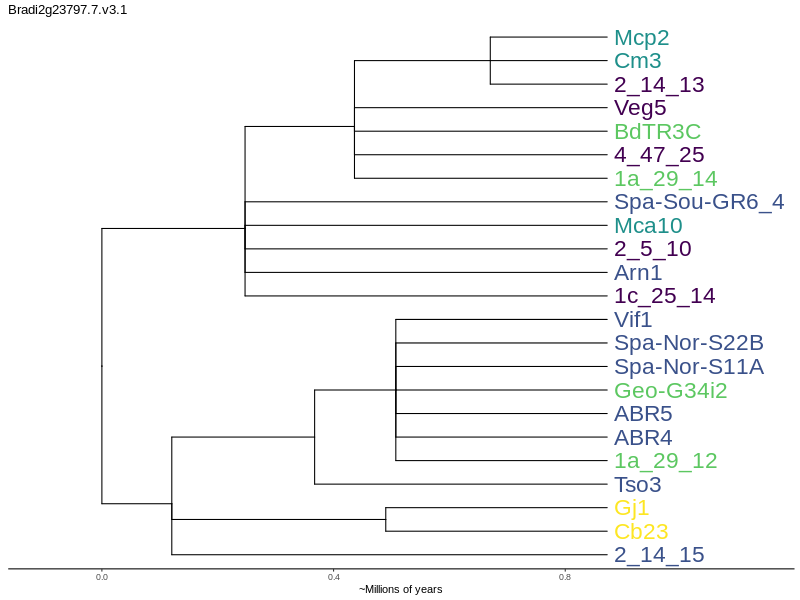 Bradi2g23797.7.v3.1
Mcp2
Cm3
2_14_13
Veg5
BdTR3C
4_47_25
1a_29_14
Spa-Sou-GR6_4
Mca10
2_5_10
Arn1
1c_25_14
Vif1
Spa-Nor-S22B
Spa-Nor-S11A
Geo-G34i2
ABR5
ABR4
1a_29_12
Tso3
Gj1
Cb23
2_14_15
0.0 0.4 0.8
~Millions of years